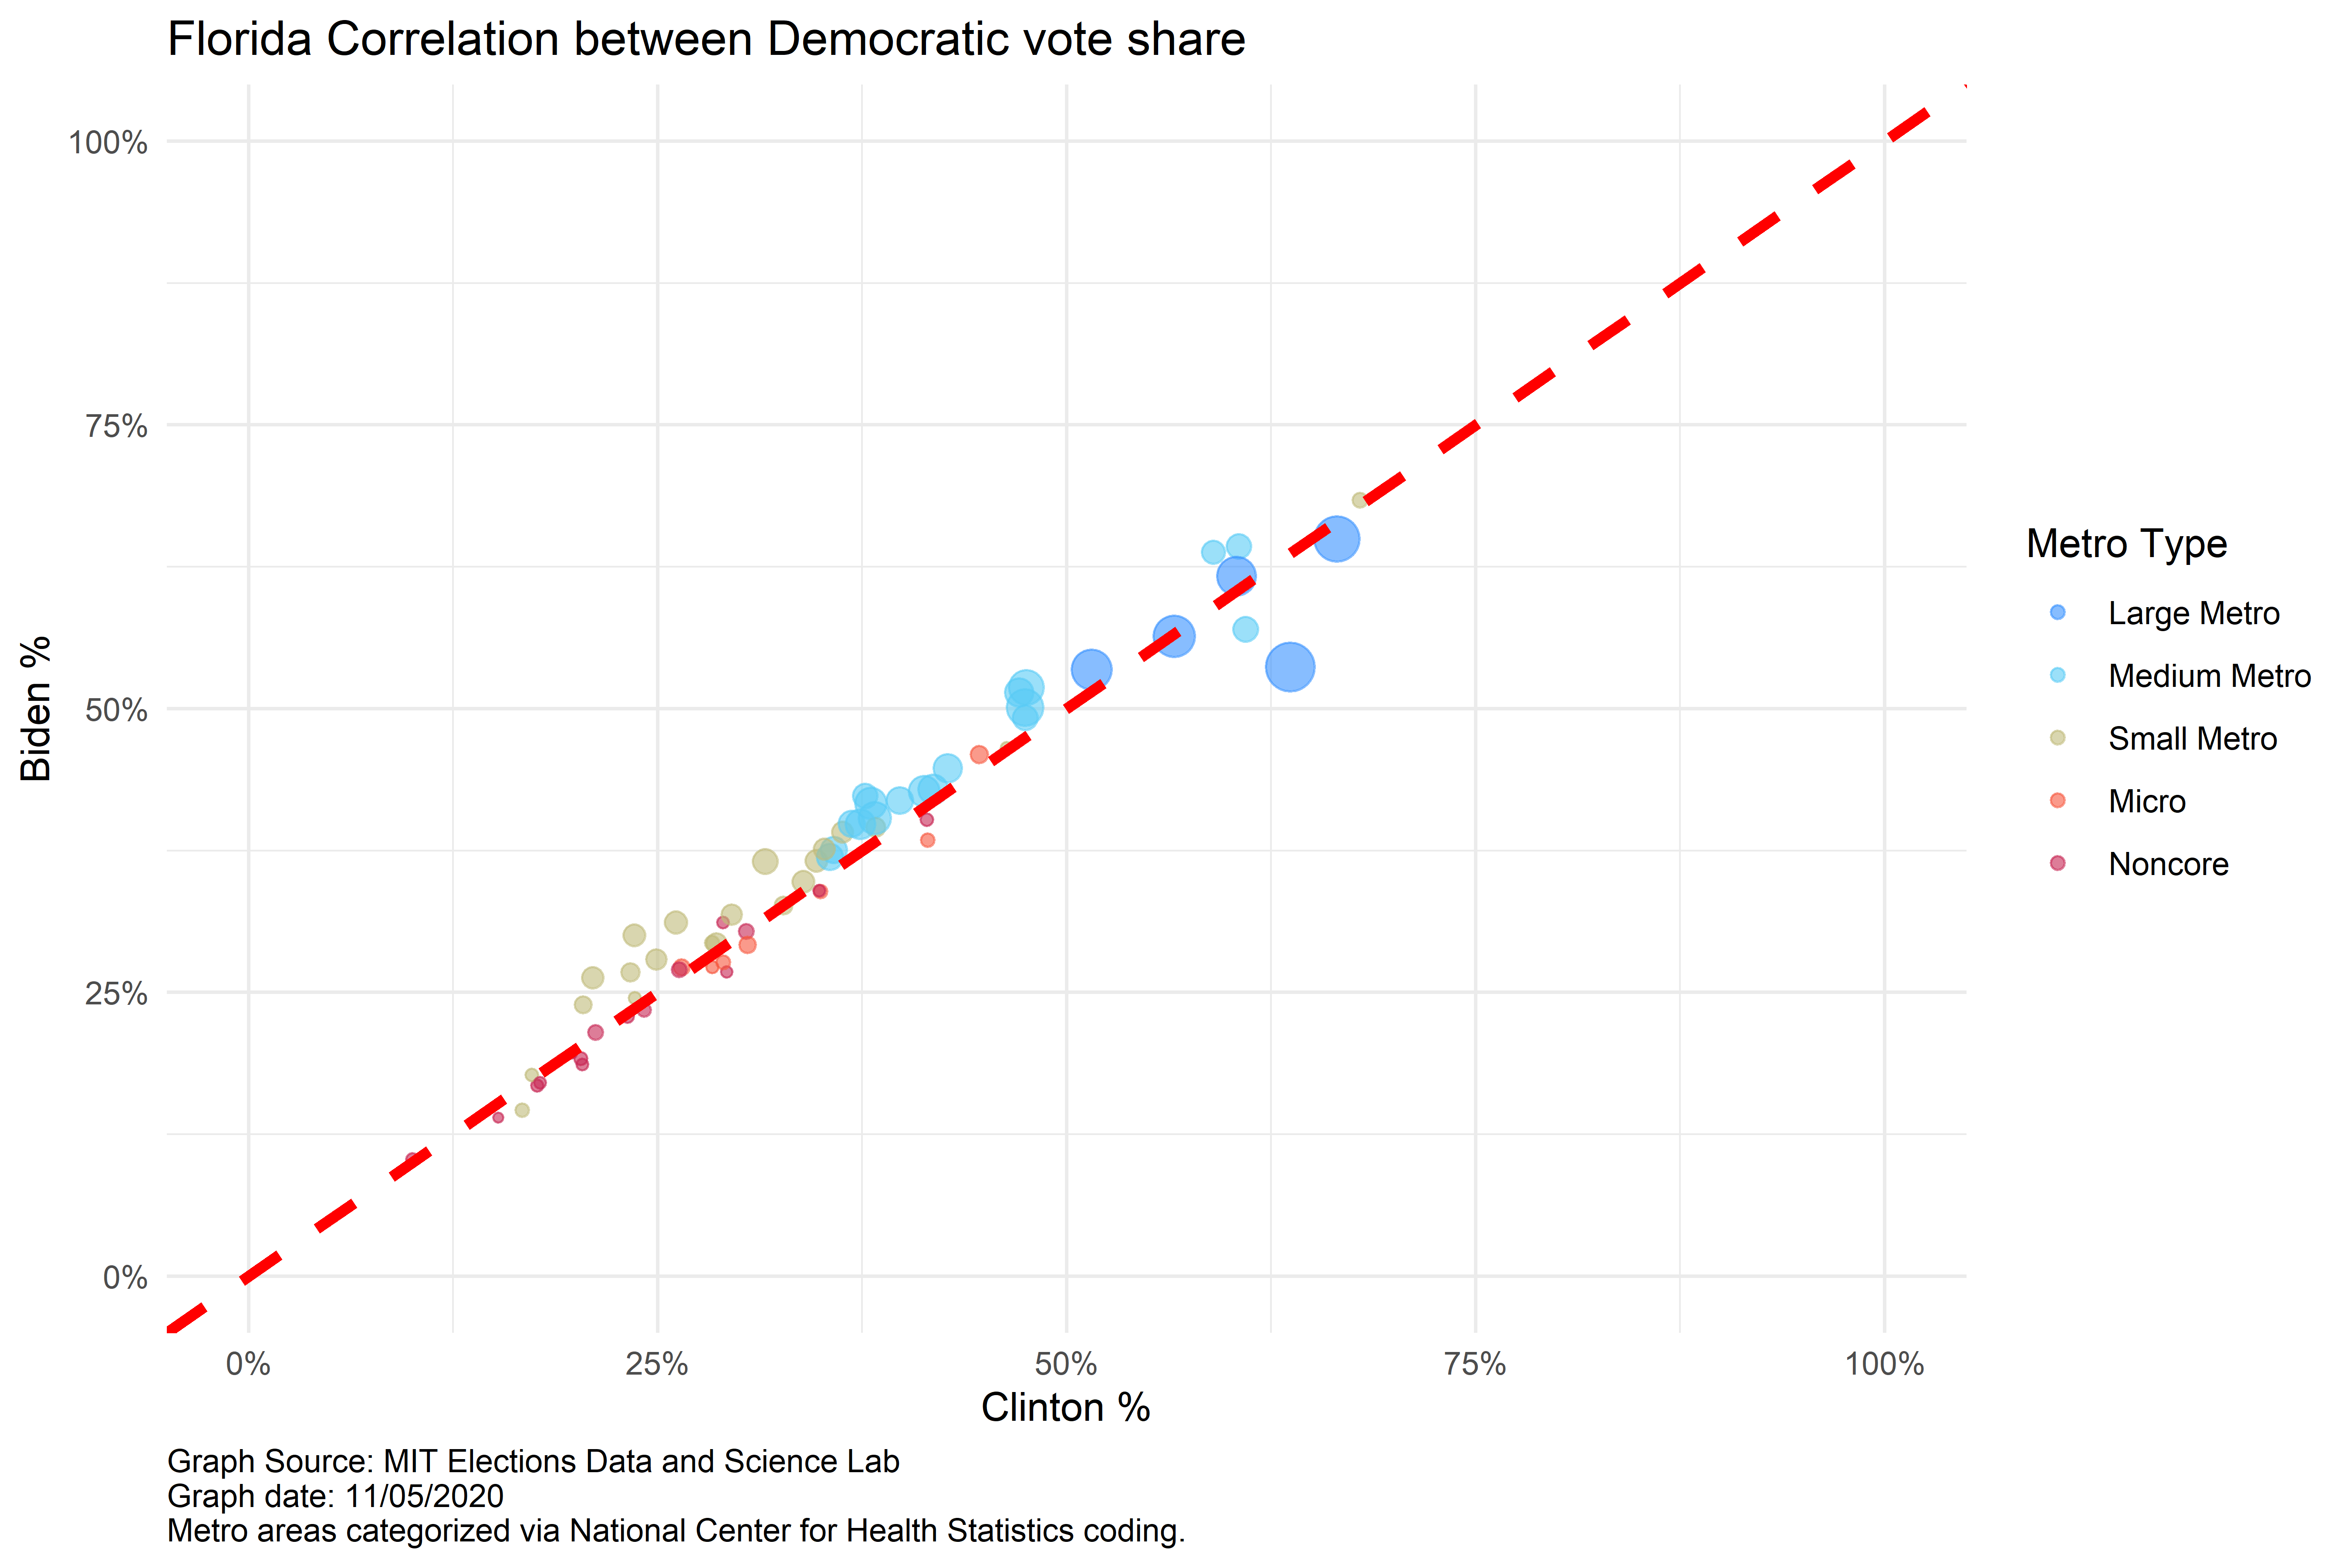 Florida Correlation between Democratic vote share
100%
75%
50%
25%
0%
Biden %
0% 25% 50% 75% 100%
Clinton %
Metro Type
Large Metro
Medium Metro
Small Metro
Micro
Noncore
Graph Source: MIT Elections Data and Science Lab
Graph date: 11/05/2020
Metro areas categorized via National Center for Health Statistics coding.